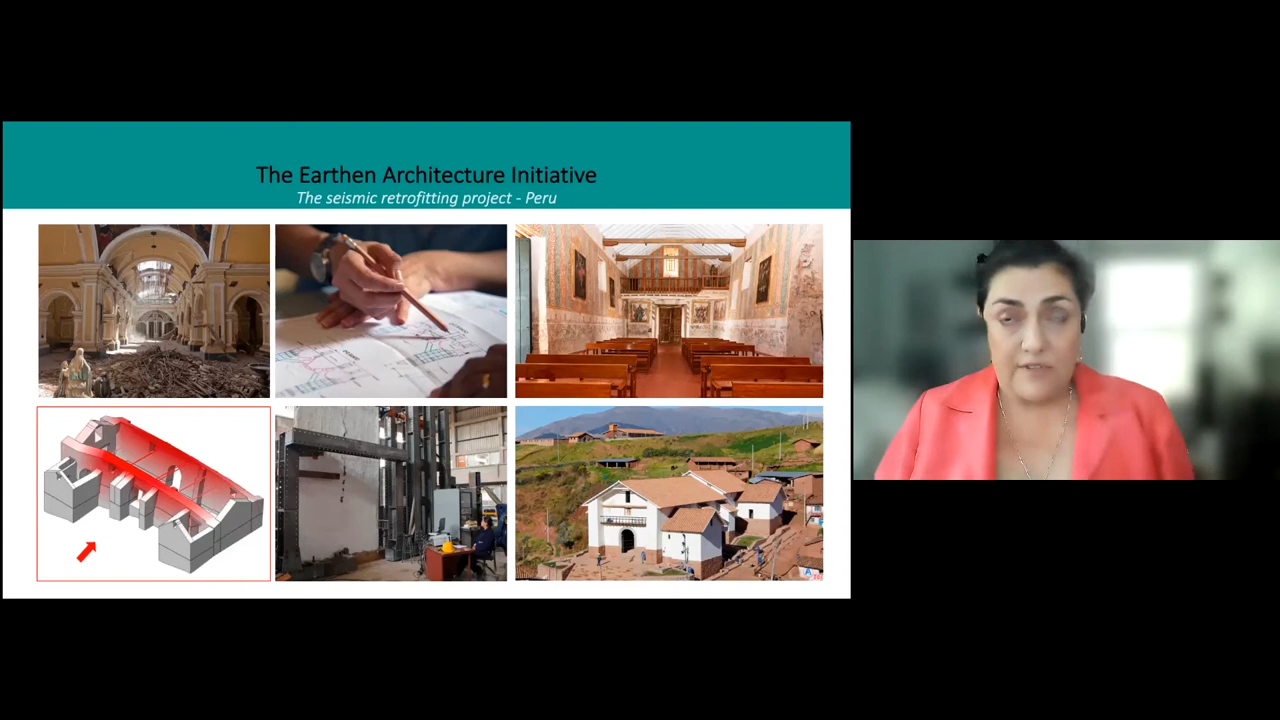 The Earthen Architecture Initiative
The seismic retrofitting project - Peru